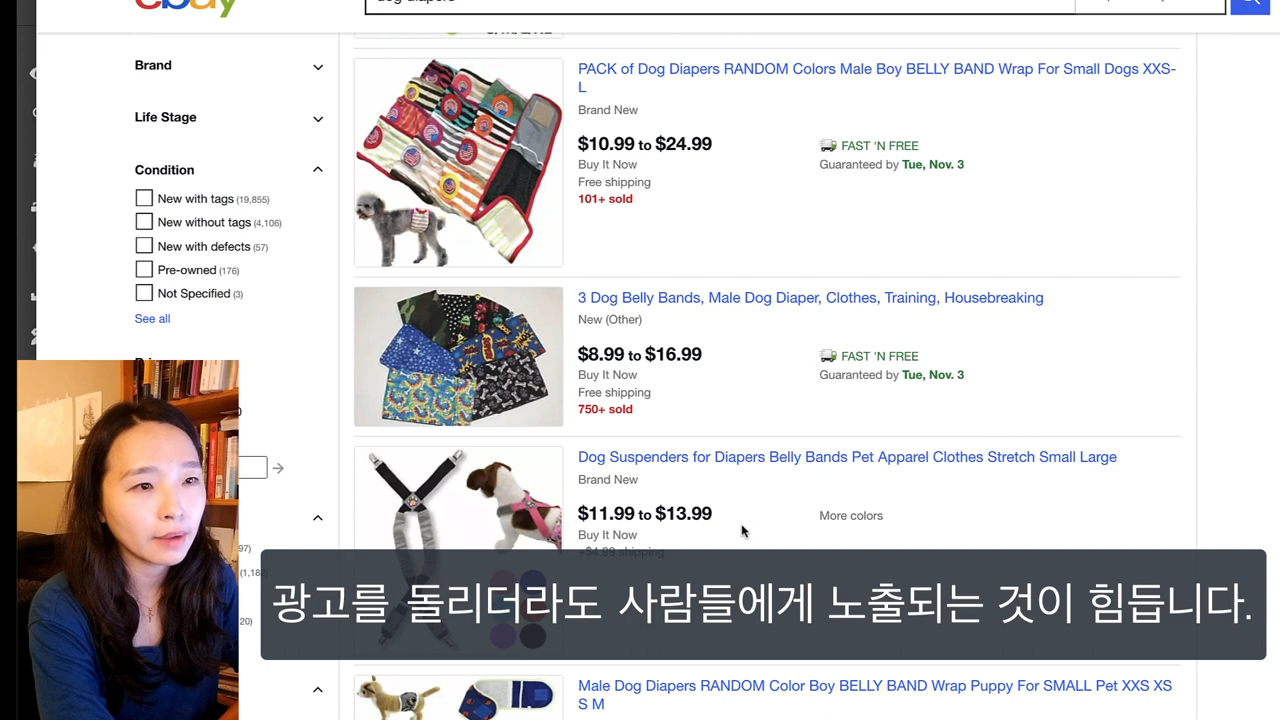 ebay
dog diapers
Brand
Life Stage
Condition
New with tags (19,855)
New without tags (4,106)
New with defects (57)
Pre-owned (176)
Not Specified (3)
See all
PACK of Dog Diapers RANDOM Colors Male Boy BELLY BAND Wrap For Small Dogs XXS-
L
Brand New
$10.99 to $24.99
Buy It Now
Free shipping
101+ sold
FAST 'N FREE
Guaranteed by Tue, Nov. 3
3 Dog Belly Bands, Male Dog Diaper, Clothes, Training, Housebreaking
New (Other)
$8.99 to $16.99
Buy It Now
Free shipping
750+ sold
FAST 'N FREE
Guaranteed by Tue, Nov. 3
Dog Suspenders for Diapers Belly Bands Pet Apparel Clothes Stretch Small Large
Brand New
$11.99 to $13.99
Buy It Now
+$4.99 shipping
More colors
광고를 돌리더라도 사람들에게 노출되는 것이 힘듭니다.
Male Dog Diapers RANDOM Color Boy BELLY BAND Wrap Puppy For SMALL Pet XXS XS
S M